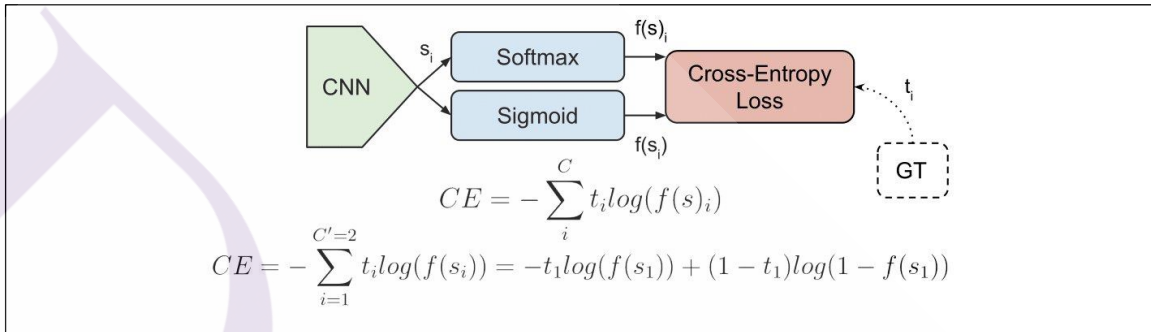 f(s)_i
s_i
Softmax
CNN
Cross-Entropy
Loss
t_i
Sigmoid
f(s_i)
GT
CE = -\sum_{i}^{C} t_i log(f(s)_i)
CE = -\sum_{i=1}^{C'=2} t_i log(f(s_i)) = -t_1 log(f(s_1)) + (1 - t_1) log(1 - f(s_1))